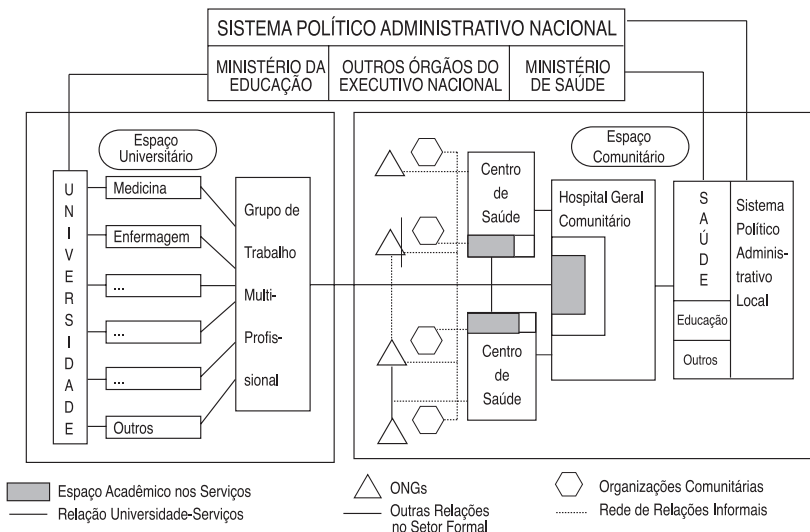 SISTEMA POLÍTICO ADMINISTRATIVO NACIONAL
MINISTÉRIO DA
EDUCAÇÃO
OUTROS ÓRGÃOS DO
EXECUTIVO NACIONAL
MINISTÉRIO
DE SAÚDE
Espaço
Universitário
UNIVERSIDADE
Medicina
Enfermagem
...
...
...
Outros
Grupo de
Trabalho
Multi-
Profis-
sional
Espaço
Comunitário
Centro
de
Saúde
Centro
de
Saúde
Hospital Geral
Comunitário
SAÚDE
Educação
Outros
Sistema
Político
Adminis-
trativo
Local
Espaço Acadêmico nos Serviços
Relação Universidade-Serviços
ONGs
Outras Relações
no Setor Formal
Organizações Comunitárias
Rede de Relações Informais